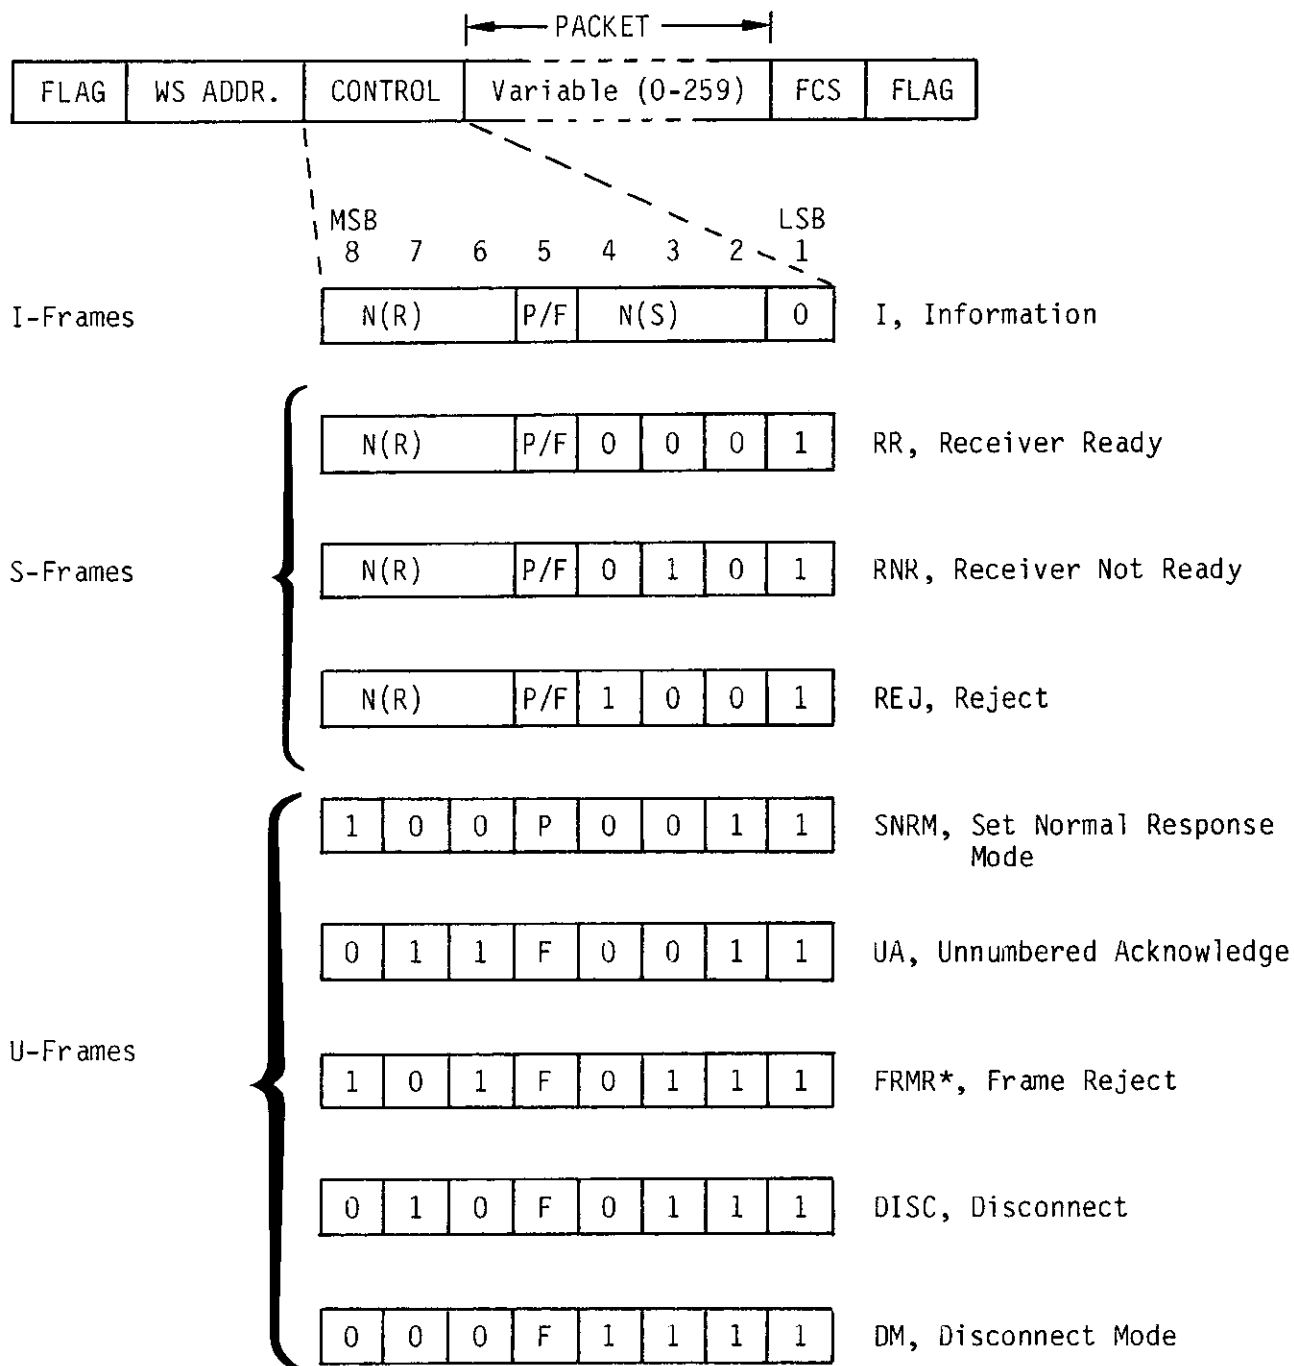 PACKET
FLAG WS ADDR. CONTROL Variable (0-259) FCS FLAG
MSB LSB
8 7 6 5 4 3 2 1
I-Frames N(R) P/F N(S) 0 I, Information
N(R) P/F 0 0 0 1 RR, Receiver Ready
S-Frames N(R) P/F 0 1 0 1 RNR, Receiver Not Ready
N(R) P/F 1 0 0 1 REJ, Reject
1 0 0 P 0 0 1 1 SNRM, Set Normal Response
Mode
0 1 1 F 0 0 1 1 UA, Unnumbered Acknowledge
U-Frames
1 0 1 F 0 1 1 1 FRMR*, Frame Reject
0 1 0 F 0 1 1 1 DISC, Disconnect
0 0 0 F 1 1 1 1 DM, Disconnect Mode